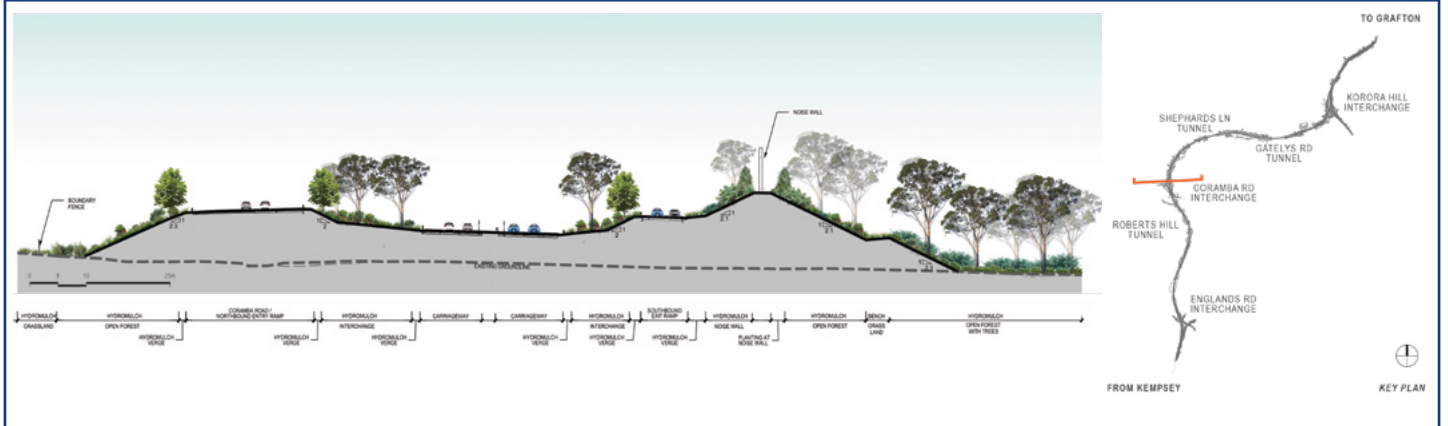 NOISE WALL
BOUNDARY
FENCE
EXISTING GROUNDLINE
0 5 10 25M
HYDROMULCH
GRASSLAND
HYDROMULCH
OPEN FOREST
HYDROMULCH
VERGE
CORAMBA ROAD /
NORTHBOUND ENTRY RAMP
HYDROMULCH
VERGE
HYDROMULCH
INTERCHANGE
HYDROMULCH
VERGE
CARRIAGEWAY
CARRIAGEWAY
HYDROMULCH
VERGE
HYDROMULCH
INTERCHANGE
HYDROMULCH
VERGE
SOUTHBOUND
EXIT RAMP
HYDROMULCH
VERGE
HYDROMULCH
NOISE WALL
PLANTING AT
NOISE WALL
HYDROMULCH
OPEN FOREST
BENCH
GRASS
LAND
HYDROMULCH
OPEN FOREST
WITH TREES
TO GRAFTON
KORORA HILL
INTERCHANGE
SHEPHARDS LN
TUNNEL
GATELYS RD
TUNNEL
CORAMBA RD
INTERCHANGE
ROBERTS HILL
TUNNEL
ENGLANDS RD
INTERCHANGE
FROM KEMPSEY
KEY PLAN